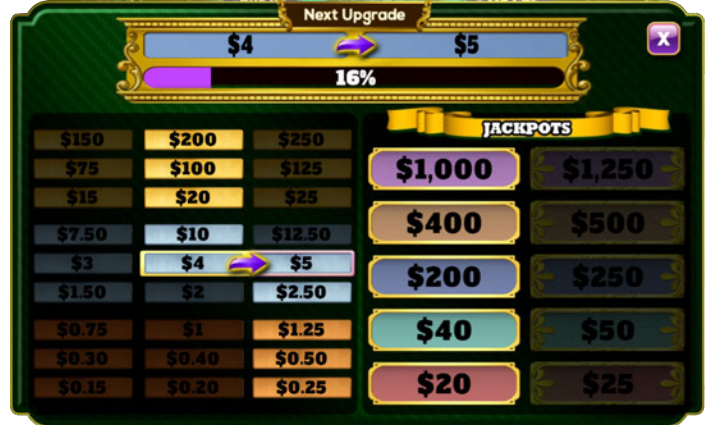 Next Upgrade
X
$4 $5
16%
$150 $200 $250
$75 $100 $125
$15 $20 $25
$7.50 $10 $12.50
$3 $4 $5
$1.50 $2 $2.50
$0.75 $1 $1.25
$0.30 $0.40 $0.50
$0.15 $0.20 $0.25
JACKPOTS
$1,000 $1,250
$400 $500
$200 $250
$40 $50
$20 $25